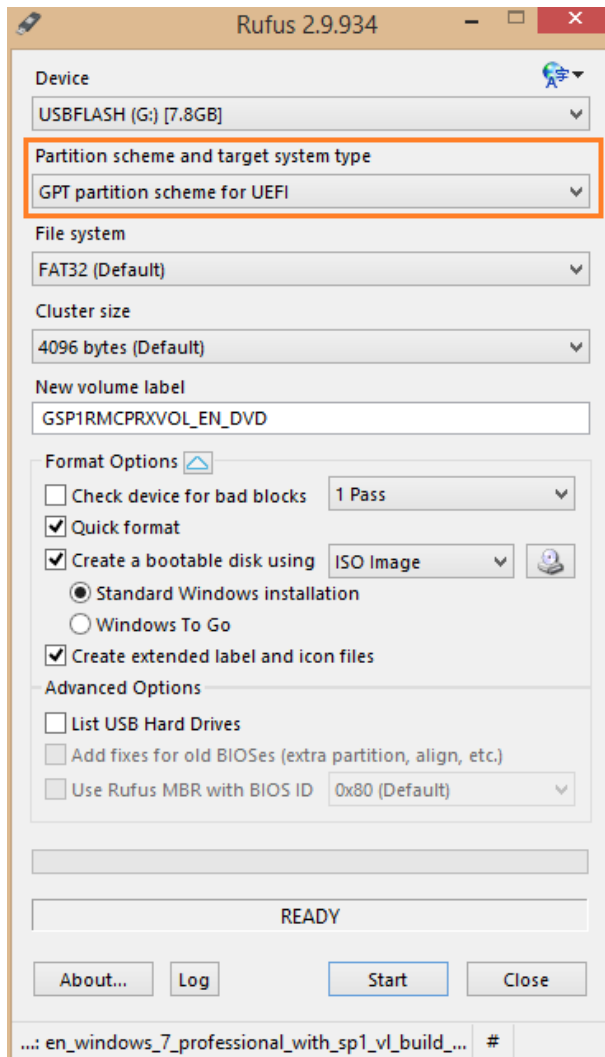 Rufus 2.9.934
Device
USBFLASH (G:) [7.8GB]
Partition scheme and target system type
GPT partition scheme for UEFI
File system
FAT32 (Default)
Cluster size
4096 bytes (Default)
New volume label
GSP1RMCPRXVOL_EN_DVD
Format Options
Check device for bad blocks 1 Pass
Quick format
Create a bootable disk using ISO Image
Standard Windows installation
Windows To Go
Create extended label and icon files
Advanced Options
List USB Hard Drives
Add fixes for old BIOSes (extra partition, align, etc.)
Use Rufus MBR with BIOS ID 0x80 (Default)
READY
About... Log Start Close
...: en_windows_7_professional_with_sp1_vl_build_... #